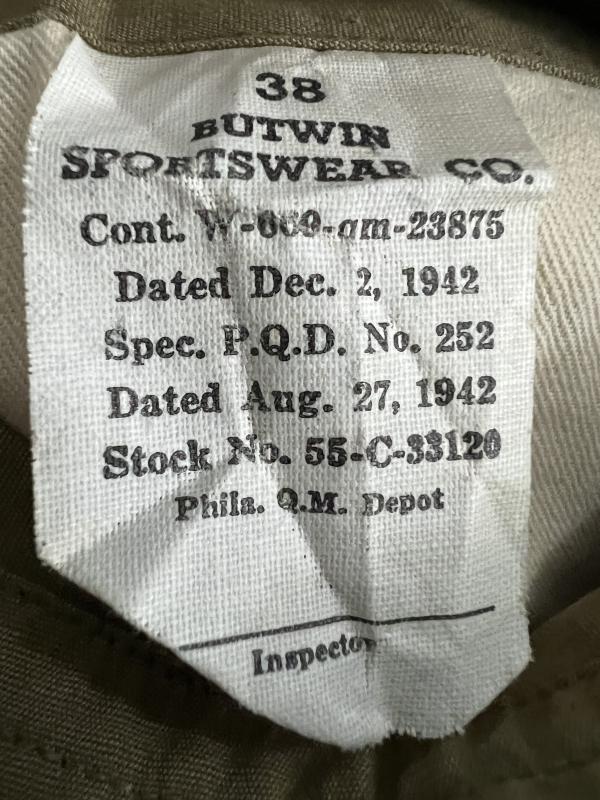 38
BUTWIN
SPORTSWEAR CO.
Cont. W-669-qm-23875
Dated Dec. 2, 1942
Spec. P.Q.D. No. 252
Dated Aug. 27, 1942
Stock No. 55-C-33120
Phila. Q.M. Depot
Inspector